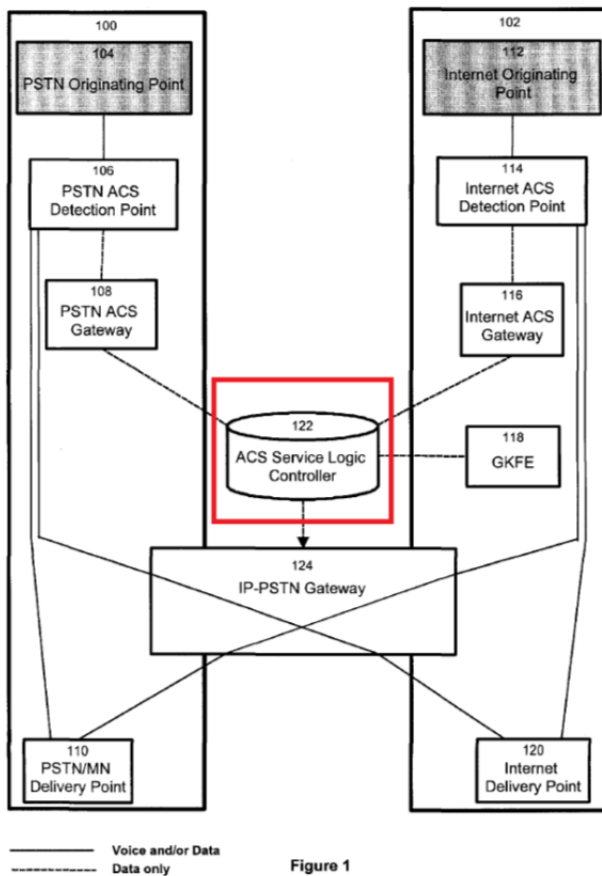 100
104
PSTN Originating Point
106
PSTN ACS
Detection Point
108
PSTN ACS
Gateway
102
112
Internet Originating
Point
114
Internet ACS
Detection Point
116
Internet ACS
Gateway
122
ACS Service Logic
Controller
118
GKFE
124
IP-PSTN Gateway
110
PSTN/MN
Delivery Point
120
Internet
Delivery Point
Voice and/or Data
Data only
Figure 1